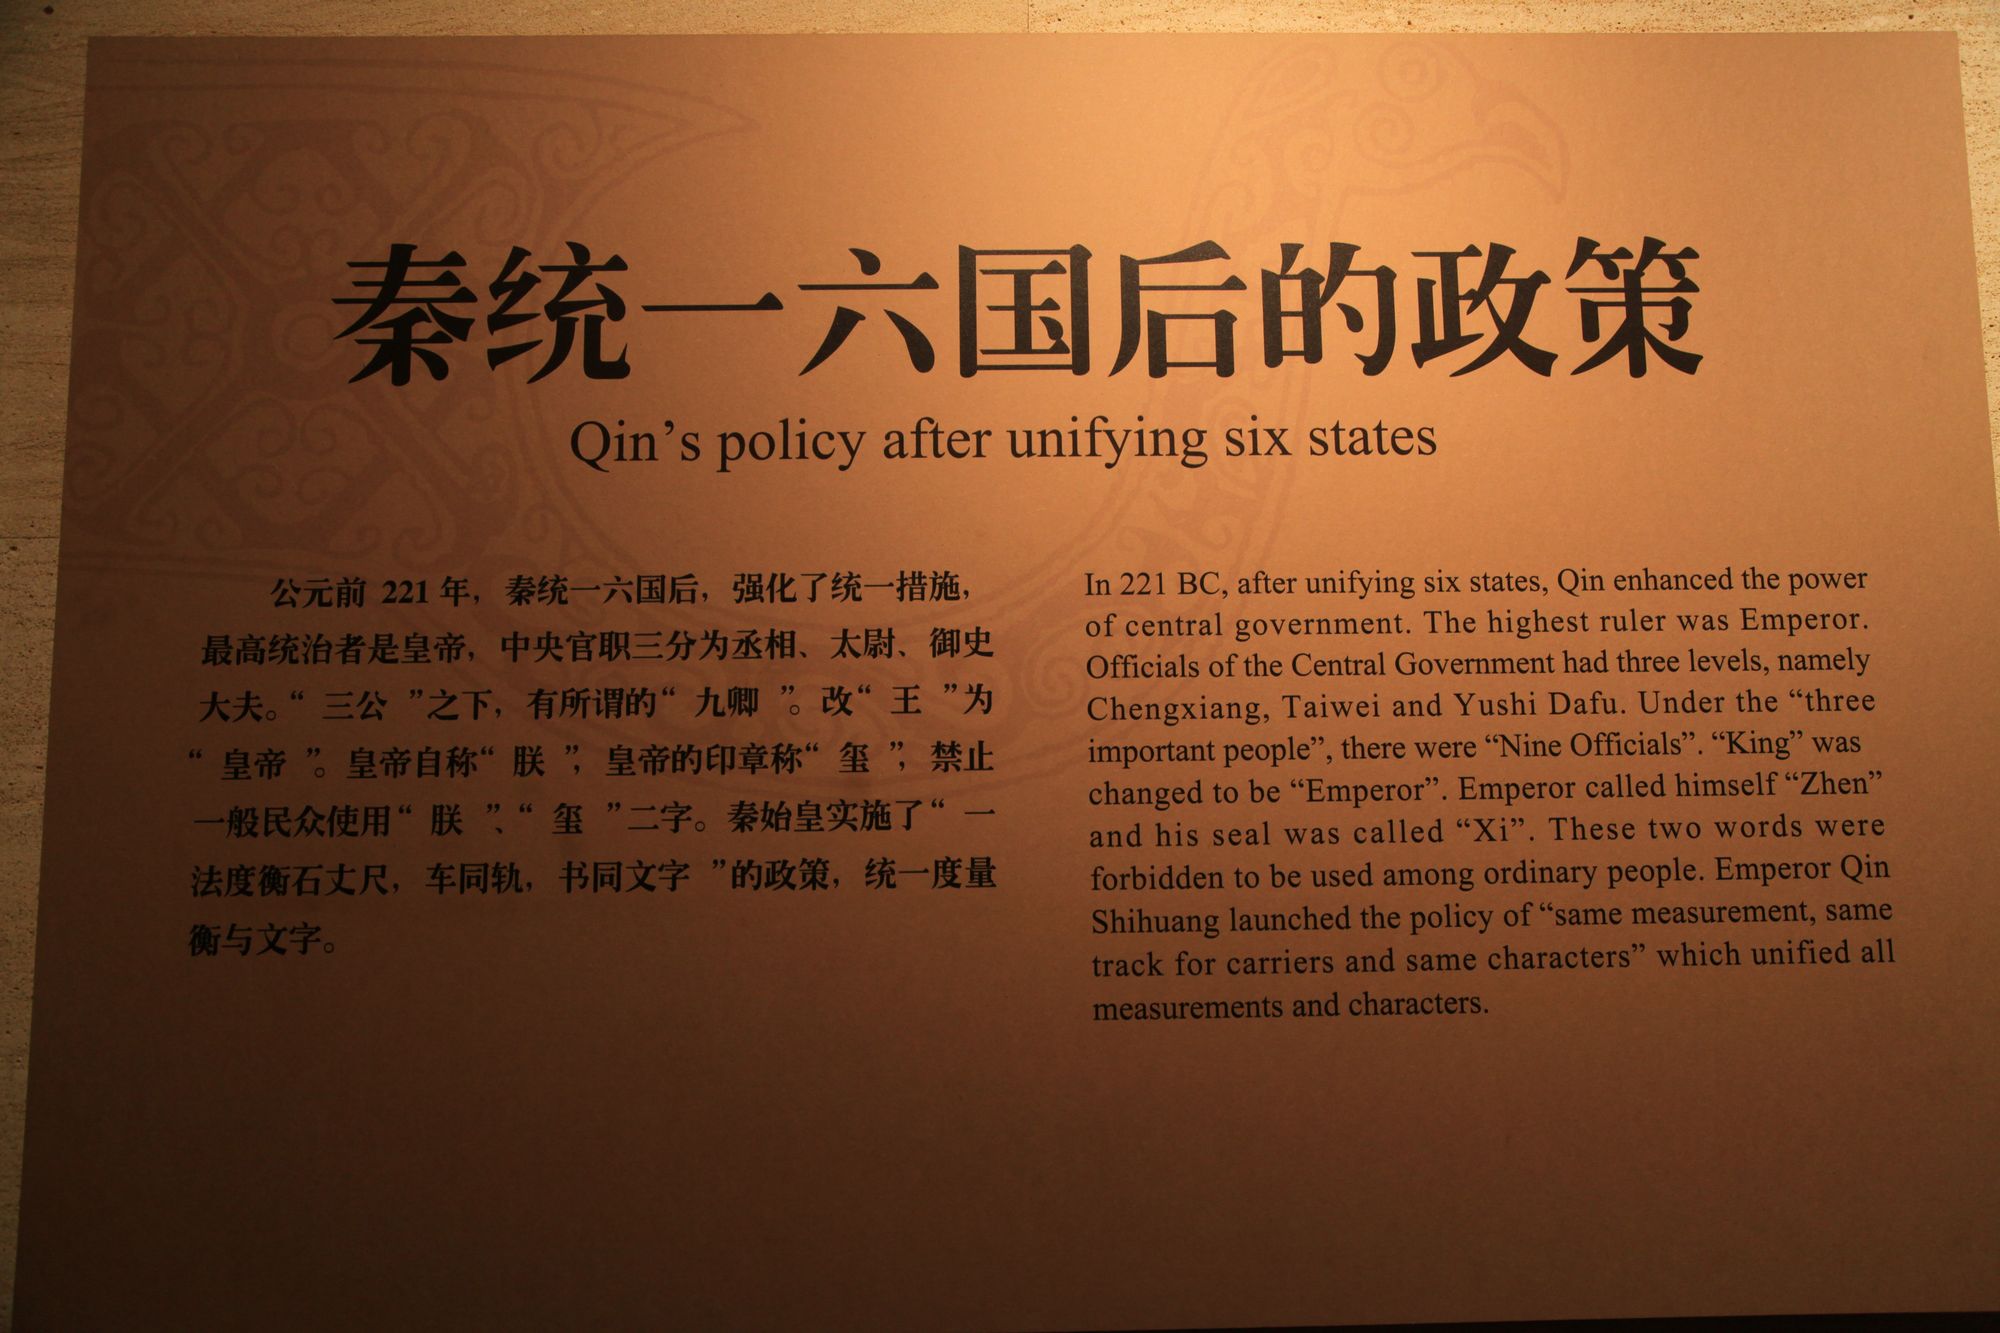 秦统一六国后的政策
Qin’s policy after unifying six states
公元前 221 年，秦统一六国后，强化了统一措施，
最高统治者是皇帝，中央官职三分为丞相、太尉、御史
大夫。“ 三公 ”之下，有所谓的“ 九卿 ”。改“ 王 ”为
“ 皇帝 ”。皇帝自称“ 朕 ”，皇帝的印章称“ 玺 ”，禁止
一般民众使用“ 朕 ”、“ 玺 ”二字。秦始皇实施了“ 一
法度衡石丈尺，车同轨，书同文字 ”的政策，统一度量
衡与文字。
In 221 BC, after unifying six states, Qin enhanced the power
of central government. The highest ruler was Emperor.
Officials of the Central Government had three levels, namely
Chengxiang, Taiwei and Yushi Dafu. Under the “three
important people”, there were “Nine Officials”. “King” was
changed to be “Emperor”. Emperor called himself “Zhen”
and his seal was called “Xi”. These two words were
forbidden to be used among ordinary people. Emperor Qin
Shihuang launched the policy of “same measurement, same
track for carriers and same characters” which unified all
measurements and characters.